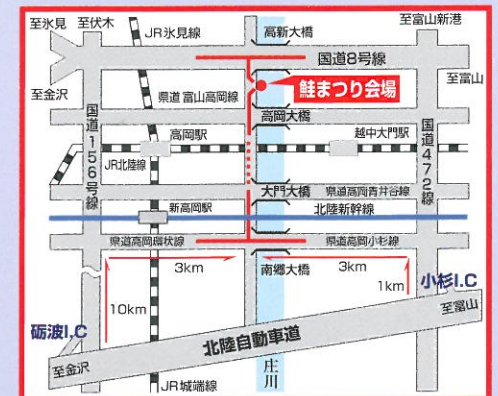 至氷見
至伏木
JR氷見線
高新大橋
至富山新港
国道8号線
至富山
至金沢
県道富山高岡線
鮭まつり会場
高岡大橋
国道156号線
高岡駅
越中大門駅
国道472線
JR北陸線
大門大橋
県道高岡青井谷線
新高岡駅
北陸新幹線
県道高岡環状線
県道高岡小杉線
3km
南郷大橋
3km
1km
小杉I.C
10km
至富山
砺波I,C
北陸自動車道
至金沢
庄川
JR城端線